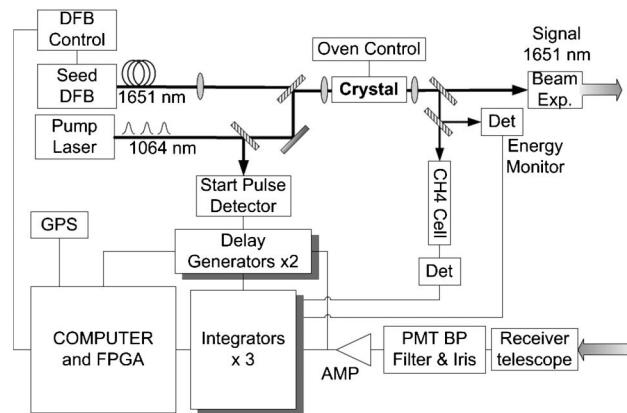 DFB
Control
Seed
DFB
1651 nm
Pump
Laser
1064 nm
Oven Control
Crystal
Signal
1651 nm
Beam
Exp.
Det
Energy
Monitor
CH4 Cell
Det
Start Pulse
Detector
GPS
Delay
Generators x2
COMPUTER
and FPGA
Integrators
x 3
AMP
PMT BP
Filter & Iris
Receiver
telescope